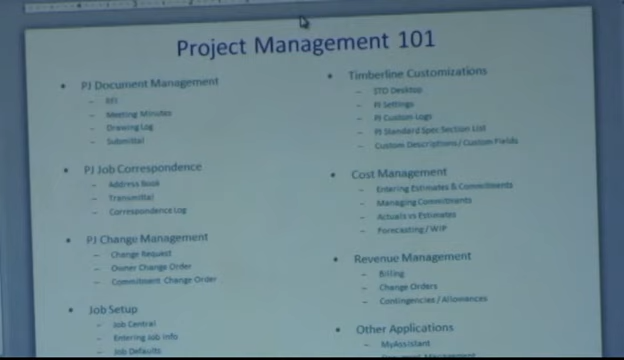 Project Management 101
• PJ Document Management
– RFI
– Meeting Minutes
– Drawing Log
– Submittal
• PJ Job Correspondence
– Address Book
– Transmittal
– Correspondence Log
• PJ Change Management
– Change Request
– Owner Change Order
– Commitment Change Order
• Job Setup
– Job Central
– Entering Job Info
– Job Defaults
• Timberline Customizations
– STO Desktop
– PJ Settings
– PJ Custom Logs
– PJ Standard Spec Section List
– Custom Descriptions / Custom Fields
• Cost Management
– Entering Estimates & Commitments
– Managing Commitments
– Actuals vs Estimates
– Forecasting / WIP
• Revenue Management
– Billing
– Change Orders
– Contingencies / Allowances
• Other Applications
– MyAssistant